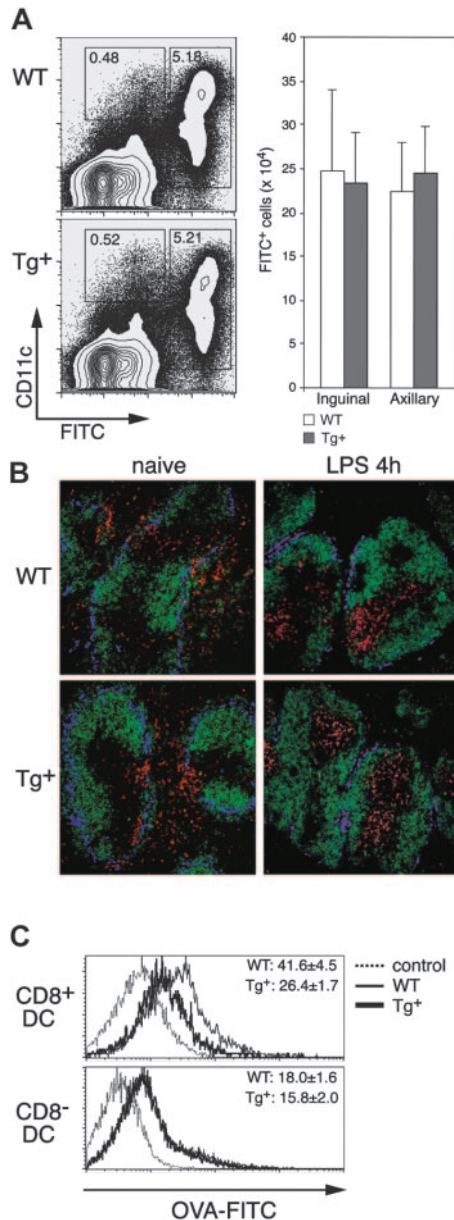 A
WT
0.48
5.18
Tg+
0.52
5.21
CD11c
FITC
FITC+ cells (x 10⁴)
40
35
30
25
20
15
10
5
0
Inguinal Axillary
WT
Tg+
B
naive LPS 4h
WT
Tg+
C
CD8+
DC
WT: 41.6±4.5
Tg+: 26.4±1.7
control
WT
Tg+
CD8-
DC
WT: 18.0±1.6
Tg+: 15.8±2.0
OVA-FITC